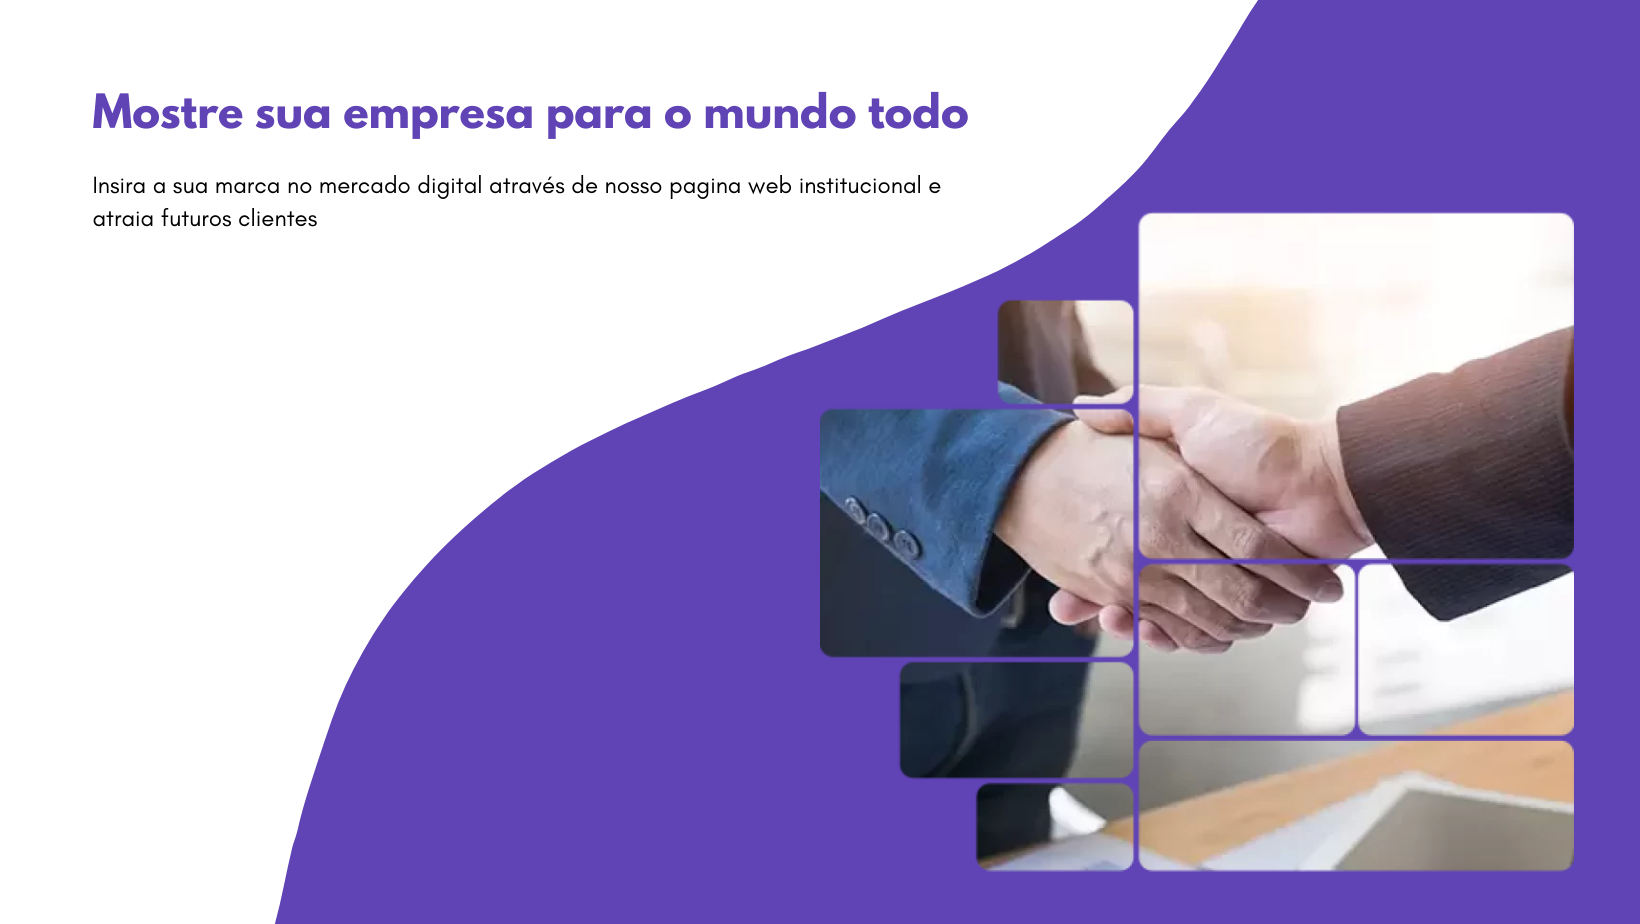 Mostre sua empresa para o mundo todo
Insira a sua marca no mercado digital através de nosso pagina web institucional e
atraia futuros clientes